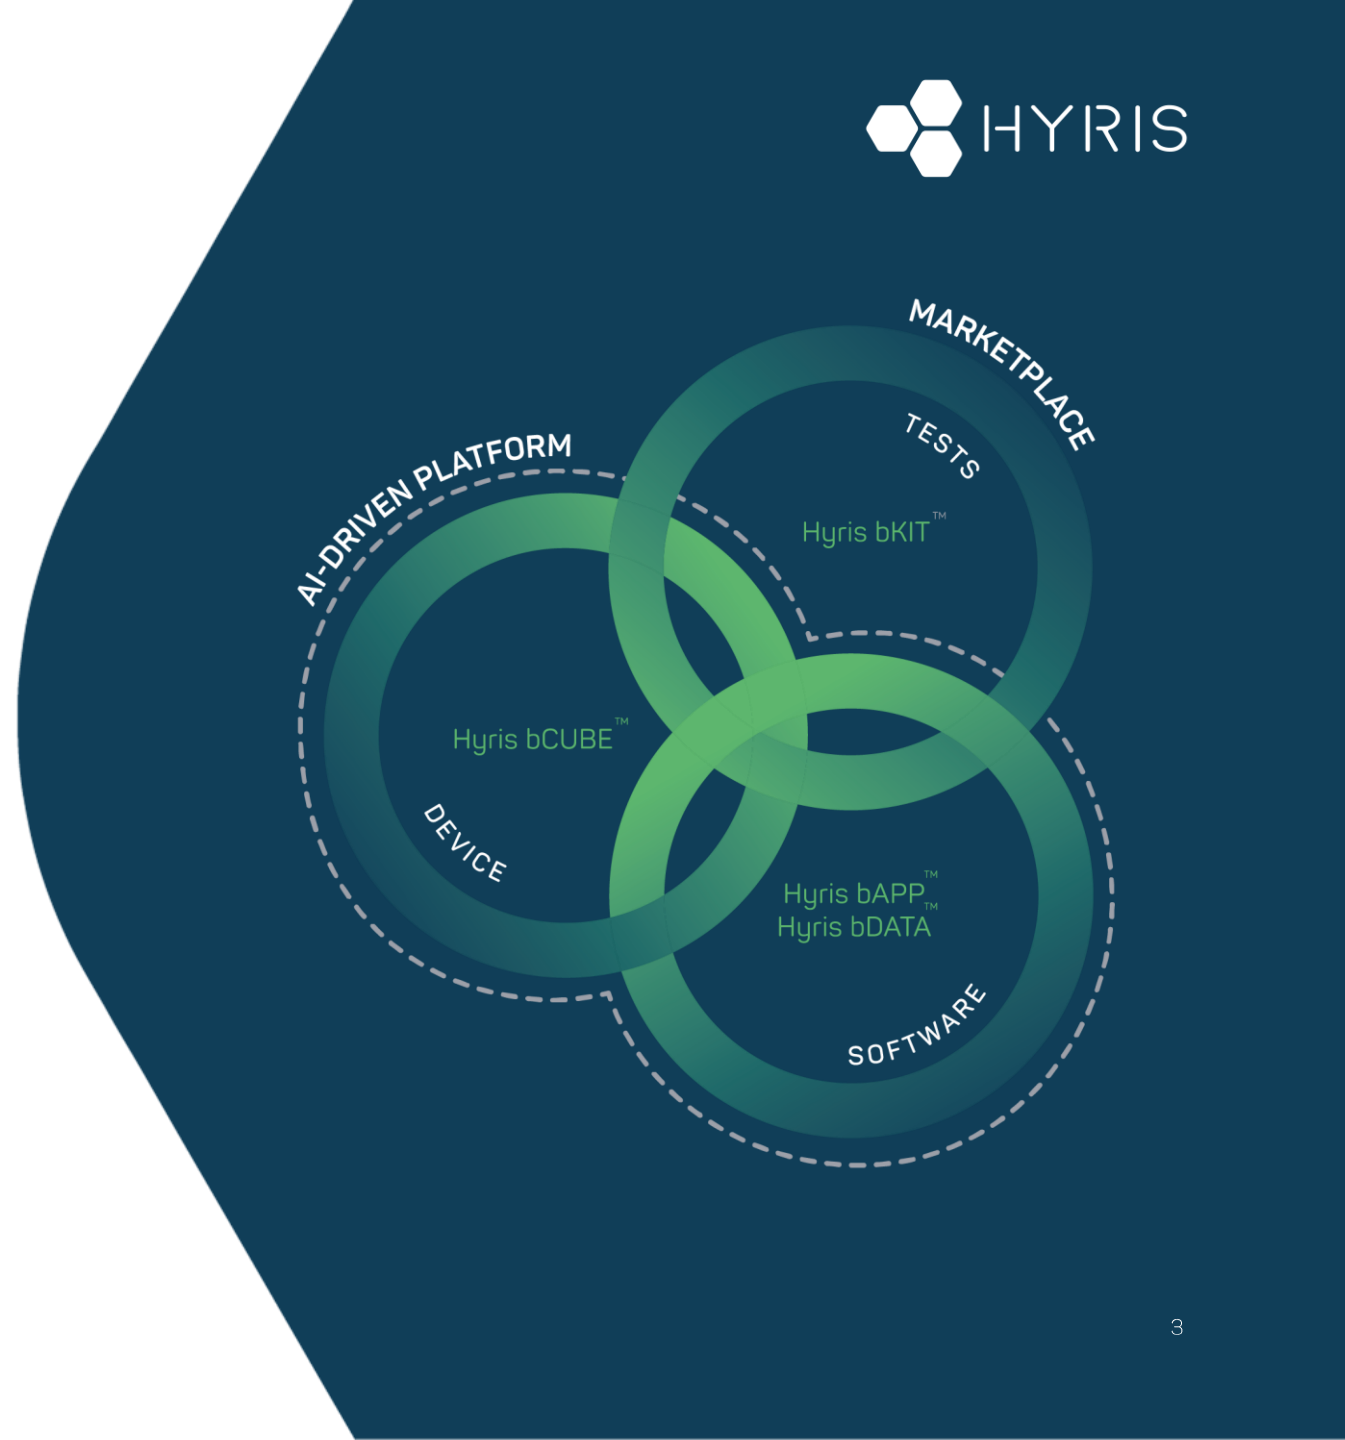 HYRIS
MARKETPLACE
TESTS
Hyris bKIT™
AI-DRIVEN PLATFORM
Hyris bCUBE™
DEVICE
Hyris bAPP™
Hyris bDATA™
SOFTWARE
3